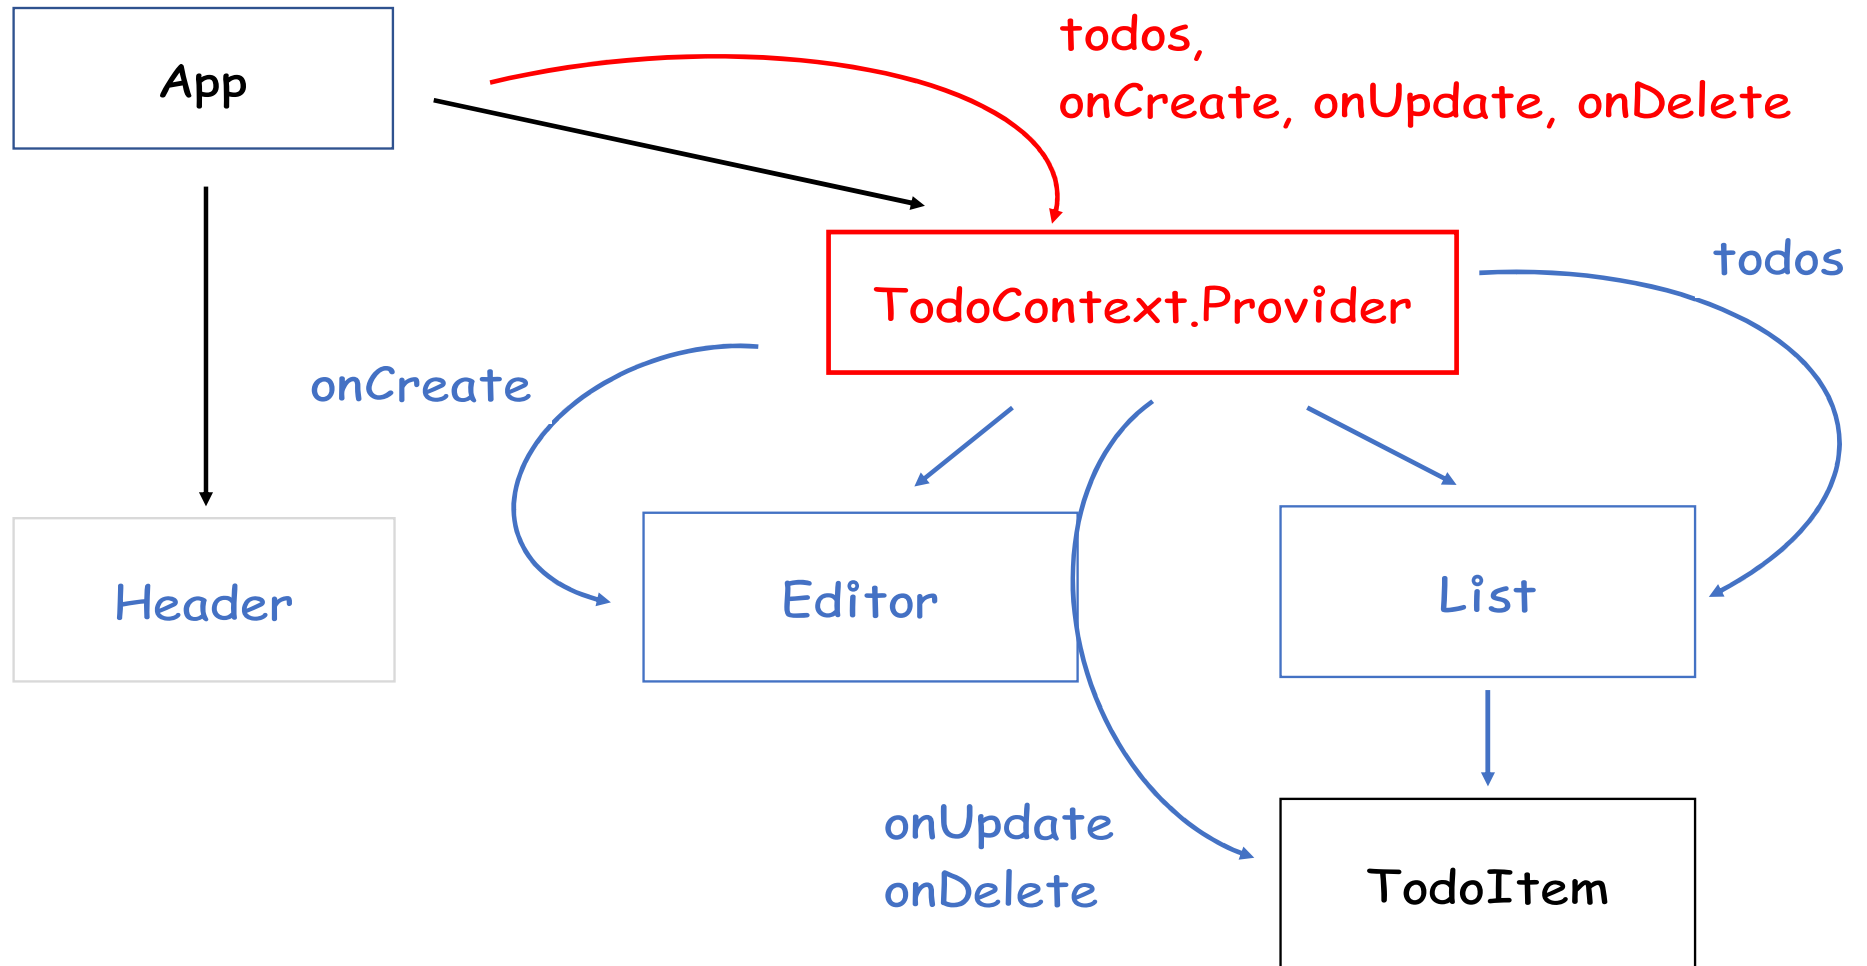 App
todos,
onCreate, onUpdate, onDelete
TodoContext.Provider
todos
onCreate
Header
Editor
List
onUpdate
onDelete
TodoItem